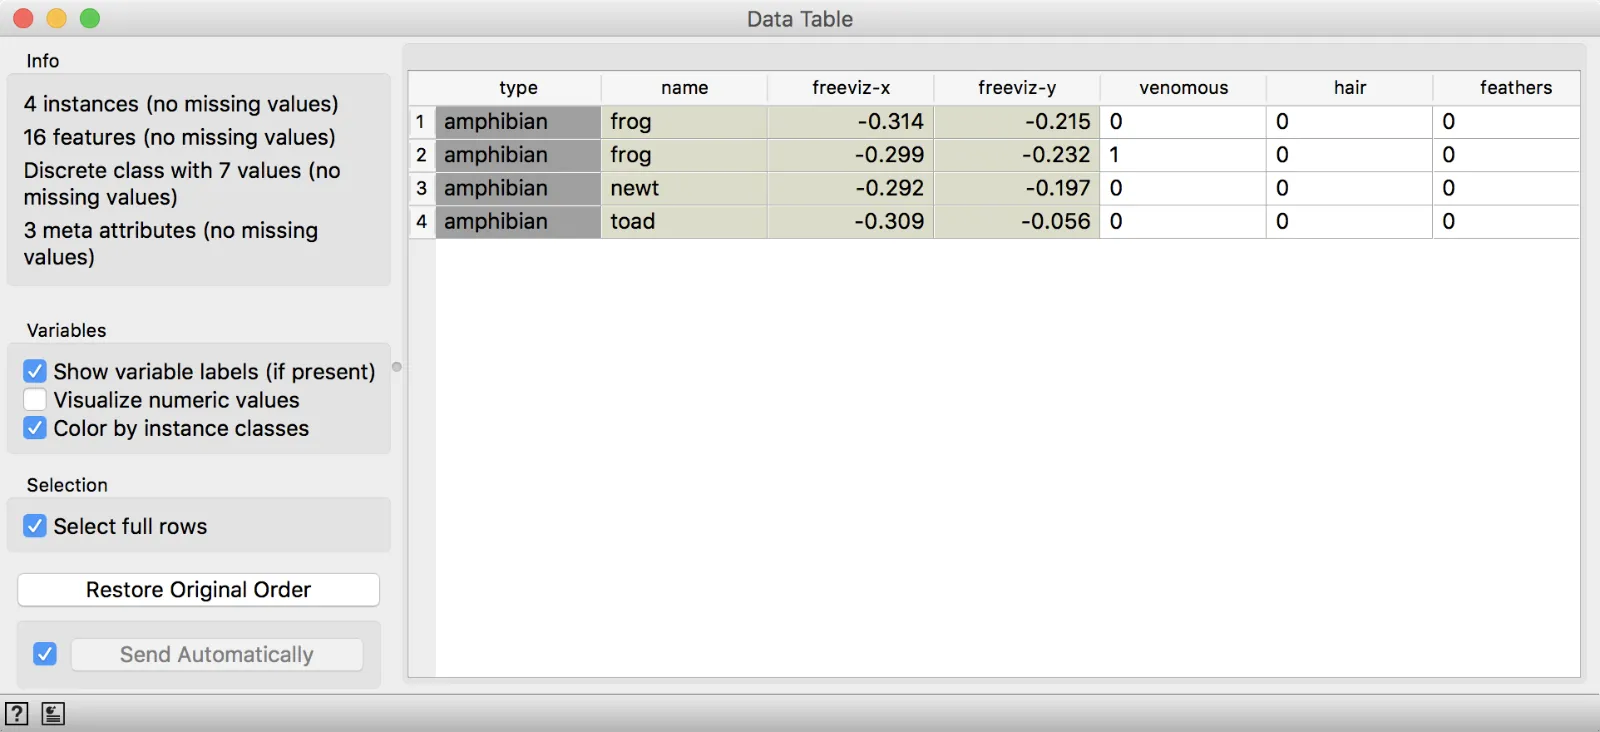 Data Table
Info
4 instances (no missing values)
16 features (no missing values)
Discrete class with 7 values (no
missing values)
3 meta attributes (no missing
values)
Variables
Show variable labels (if present)
Visualize numeric values
Color by instance classes
Selection
Select full rows
Restore Original Order
Send Automatically
?
type name freeviz-x freeviz-y venomous hair feathers
1 amphibian frog -0.314 -0.215 0 0 0
2 amphibian frog -0.299 -0.232 1 0 0
3 amphibian newt -0.292 -0.197 0 0 0
4 amphibian toad -0.309 -0.056 0 0 0